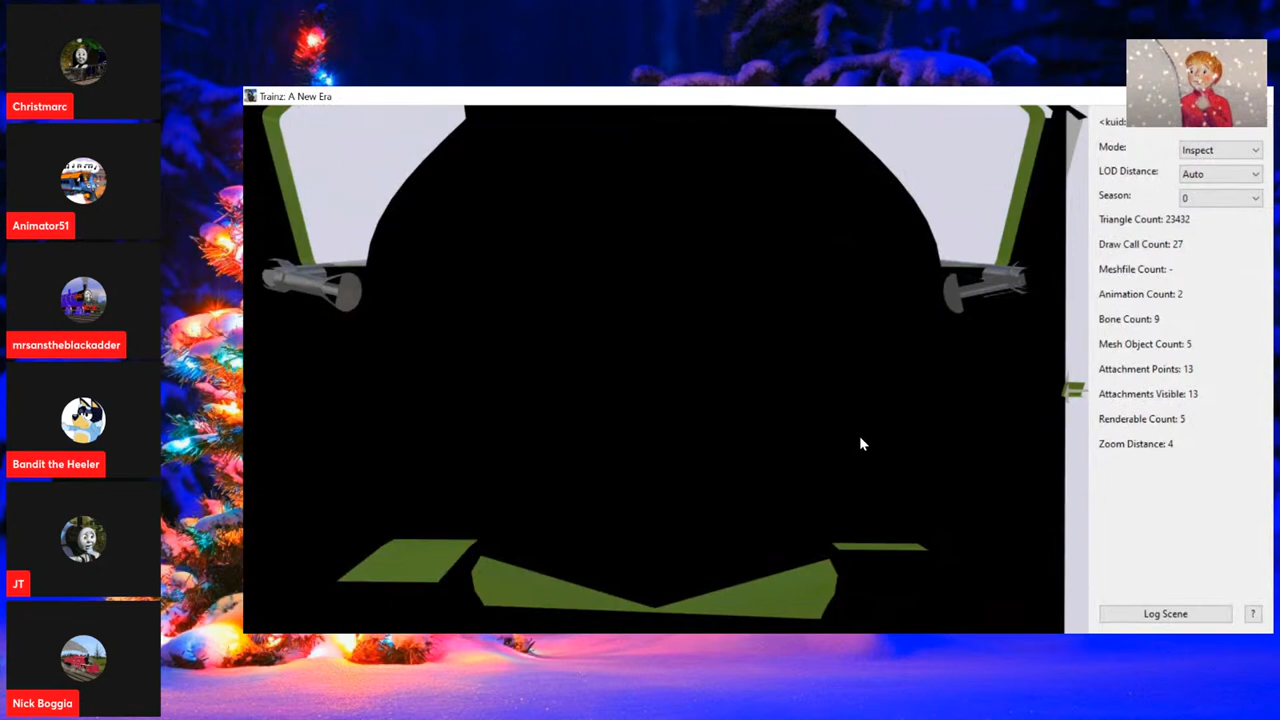 Christmarc
Animator51
mrsanstheblackadder
Bandit the Heeler
JT
Nick Boggia
Trainz: A New Era
<kuid:
Mode:
Inspect
LOD Distance:
Auto
Season:
0
Triangle Count: 23432
Draw Call Count: 27
Meshfile Count: -
Animation Count: 2
Bone Count: 9
Mesh Object Count: 5
Attachment Points: 13
Attachments Visible: 13
Renderable Count: 5
Zoom Distance: 4
Log Scene
?